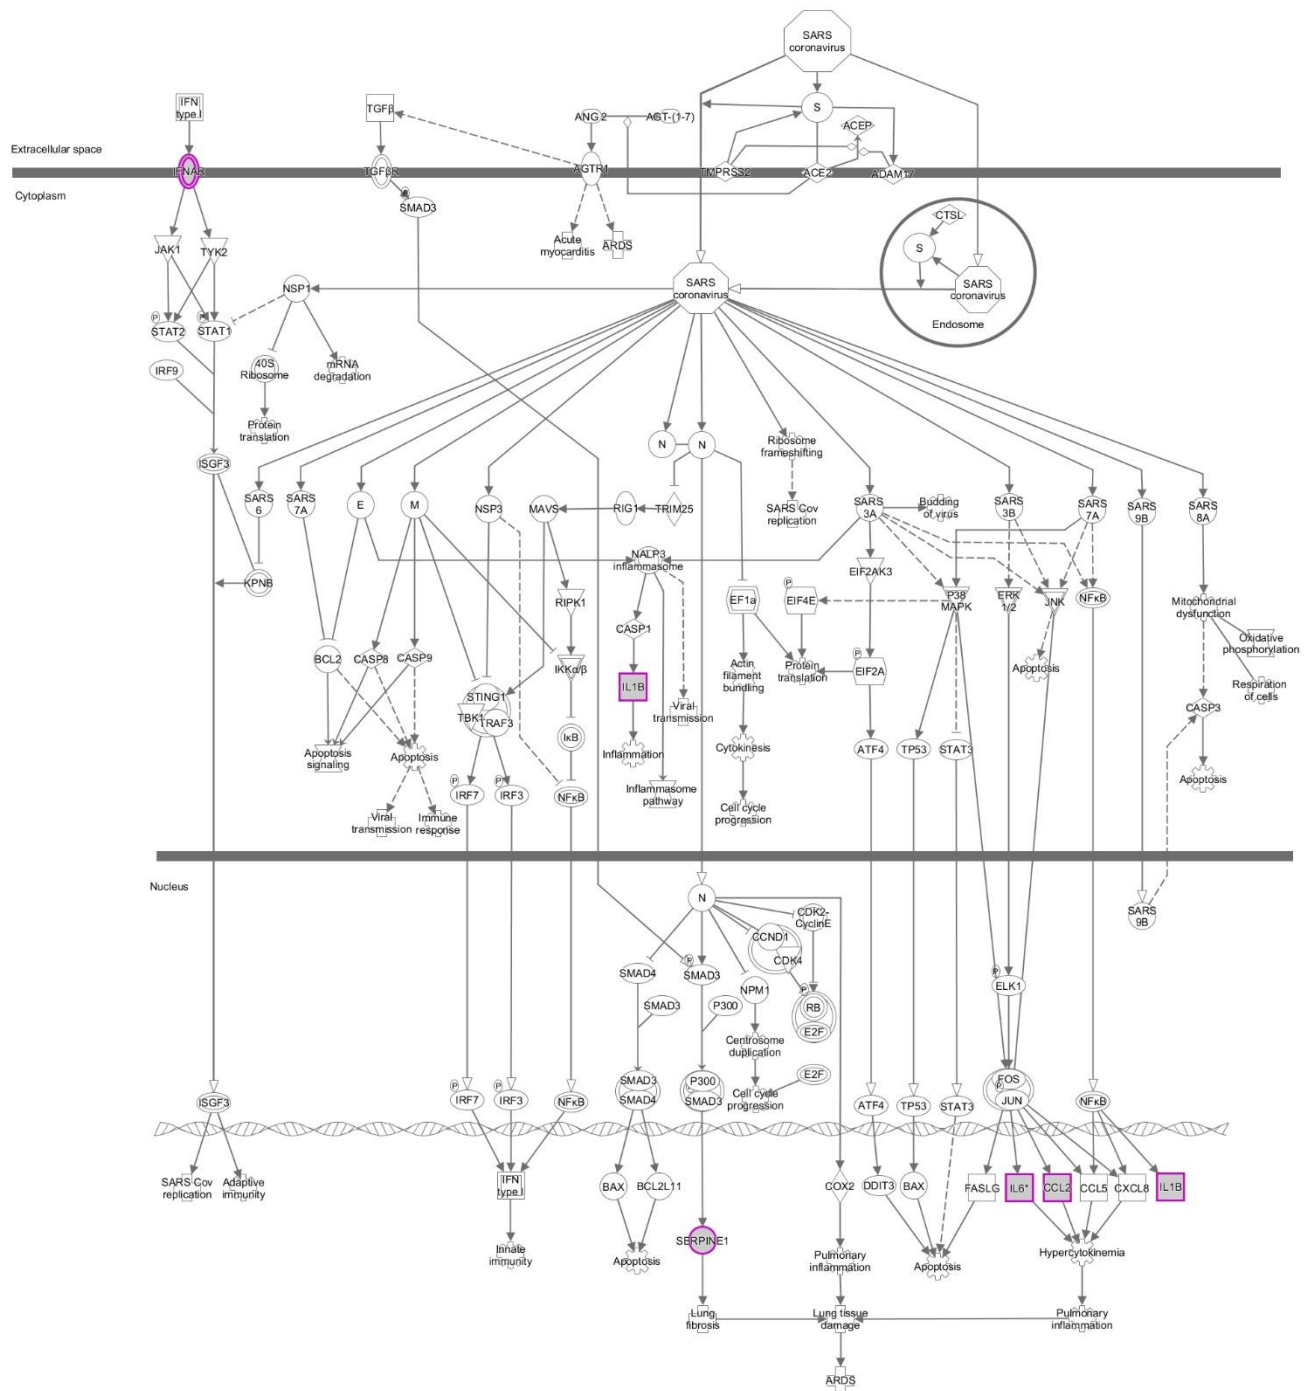 SARS
coronavirus
IFN
type I
TGFβ
ANG 2
AGT-(1-7)
S
ACEP
Extracellular space
IFNAR
TGFβR
AGTR1
TMPRSS2
ACE2
ADAM17
Cytoplasm
P
SMAD3
CTSL
S
SARS
coronavirus
Endosome
Acute
myocarditis
ARDS
JAK1
TYK2
NSP1
SARS
coronavirus
P
STAT2
P
STAT1
IRF9
40S
Ribosome
mRNA
degradation
Protein
translation
ISGF3
N
N
Ribosome
frameshifting
SARS
6
SARS
7A
E
M
NSP3
MAVS
RIG1
TRIM25
SARS Cov
replication
SARS
3A
Budding
of virus
SARS
3B
SARS
7A
SARS
9B
SARS
8A
KPNB
NALP3
inflammasome
EIF2AK3
RIPK1
EF1a
P
EIF4E
P38
MAPK
ERK
1/2
JNK
NFκB
Mitochondrial
dysfunction
CASP1
BCL2
CASP8
CASP9
IKKα/β
Actin
filament
bundling
Protein
translation
P
EIF2A
Apoptosis
Oxidative
phosphorylation
Respiration
of cells
IL1B
STING1
TBK1
TRAF3
Viral
transmission
CASP3
IκB
Apoptosis
signaling
Apoptosis
Inflammation
Cytokinesis
ATF4
TP53
STAT3
Apoptosis
P
IRF7
P
IRF3
NFκB
Inflammasome
pathway
Viral
transmission
Immune
response
Cell cycle
progression
Nucleus
N
CDK2-
CyclinE
SARS
9B
CCND1
CDK4
SMAD4
P
SMAD3
SMAD3
P300
NPM1
P
RB
E2F
P
ELK1
Centrosome
duplication
SMAD3
SMAD4
P300
SMAD3
Cell cycle
progression
E2F
ISGF3
P
IRF7
P
IRF3
NFκB
ATF4
TP53
STAT3
FOS
P
JUN
NFκB
SARS Cov
replication
Adaptive
immunity
IFN
type I
BAX
BCL2L11
COX2
DDIT3
BAX
FASLG
IL6*
CCL2
CCL5
CXCL8
IL1B
SERPINE1
Innate
immunity
Apoptosis
Pulmonary
inflammation
Apoptosis
Hypercytokinemia
Lung
fibrosis
Lung tissue
damage
Pulmonary
inflammation
ARDS